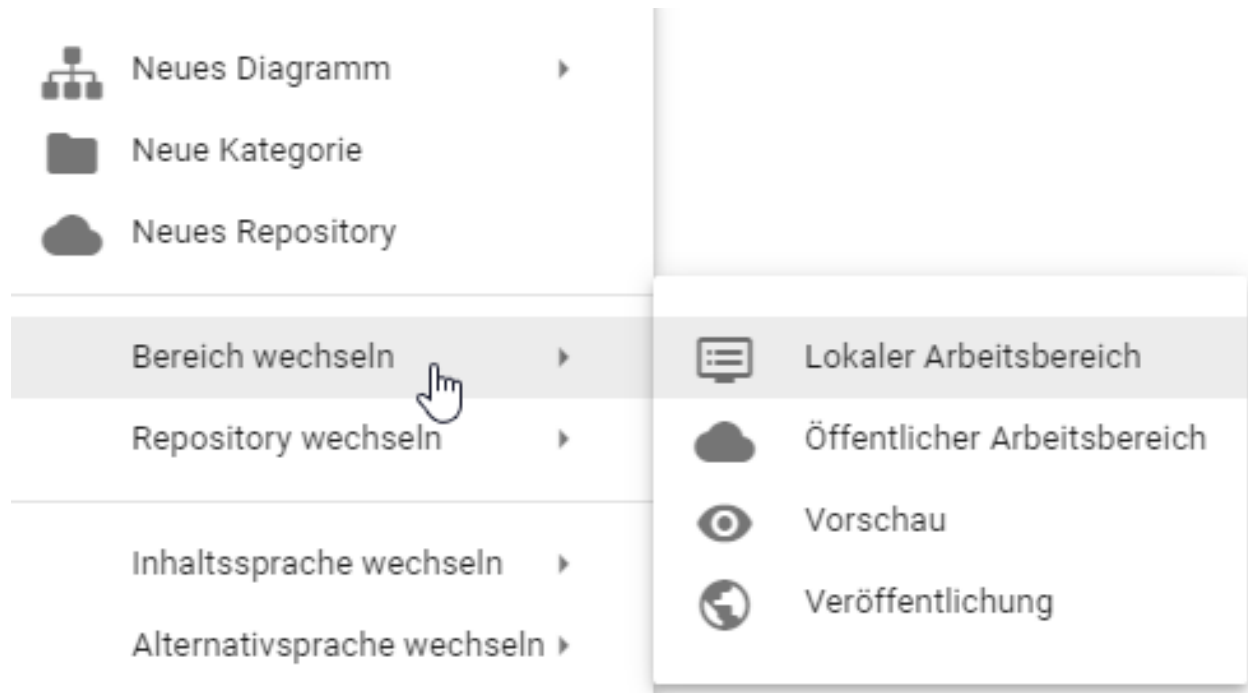 Neues Diagramm
Neue Kategorie
Neues Repository
Bereich wechseln
Repository wechseln
Inhaltssprache wechseln
Alternativsprache wechseln
Lokaler Arbeitsbereich
Öffentlicher Arbeitsbereich
Vorschau
Veröffentlichung